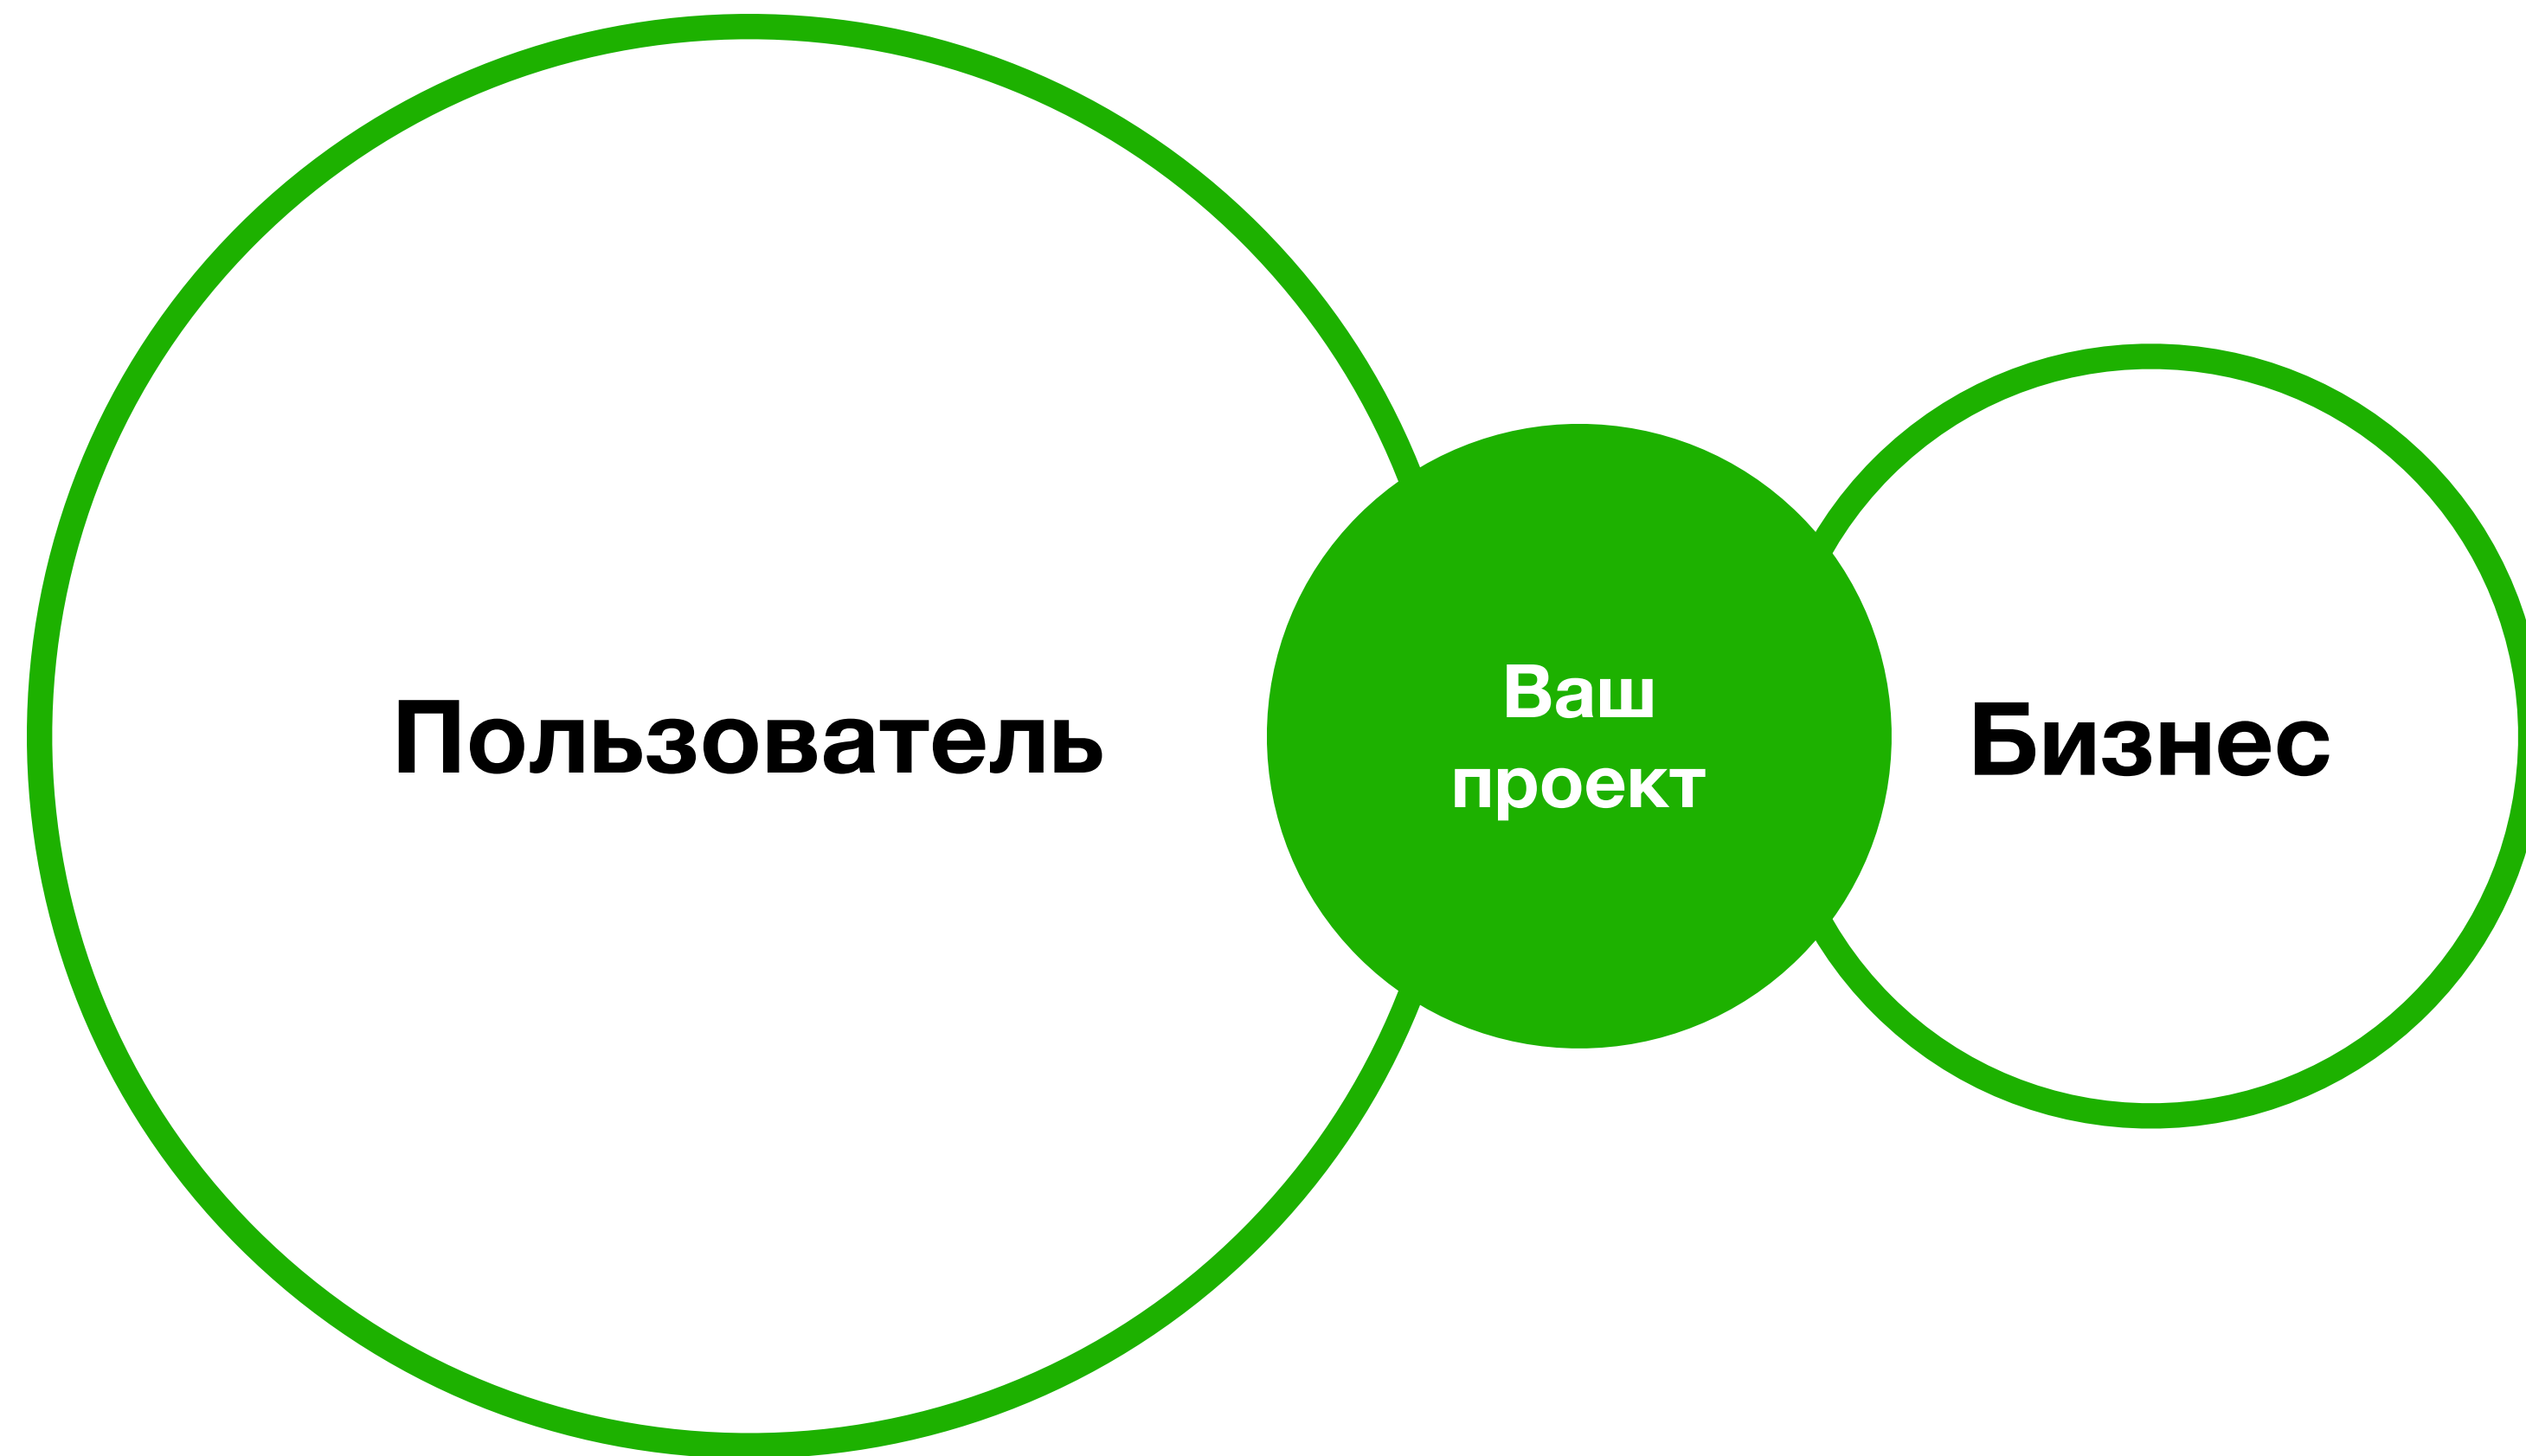 Пользователь
Ваш
проект
Бизнес